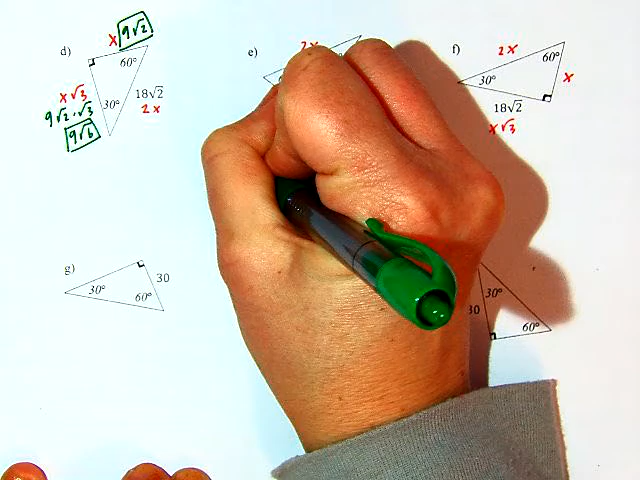 d)
x 9√2
60°
30°
18√2
2x
x√3
9√2·√3
9√6
e)
2x
f)
2x
60°
30°
x
18√2
x√3
g)
30°
60°
30
30°
30
60°